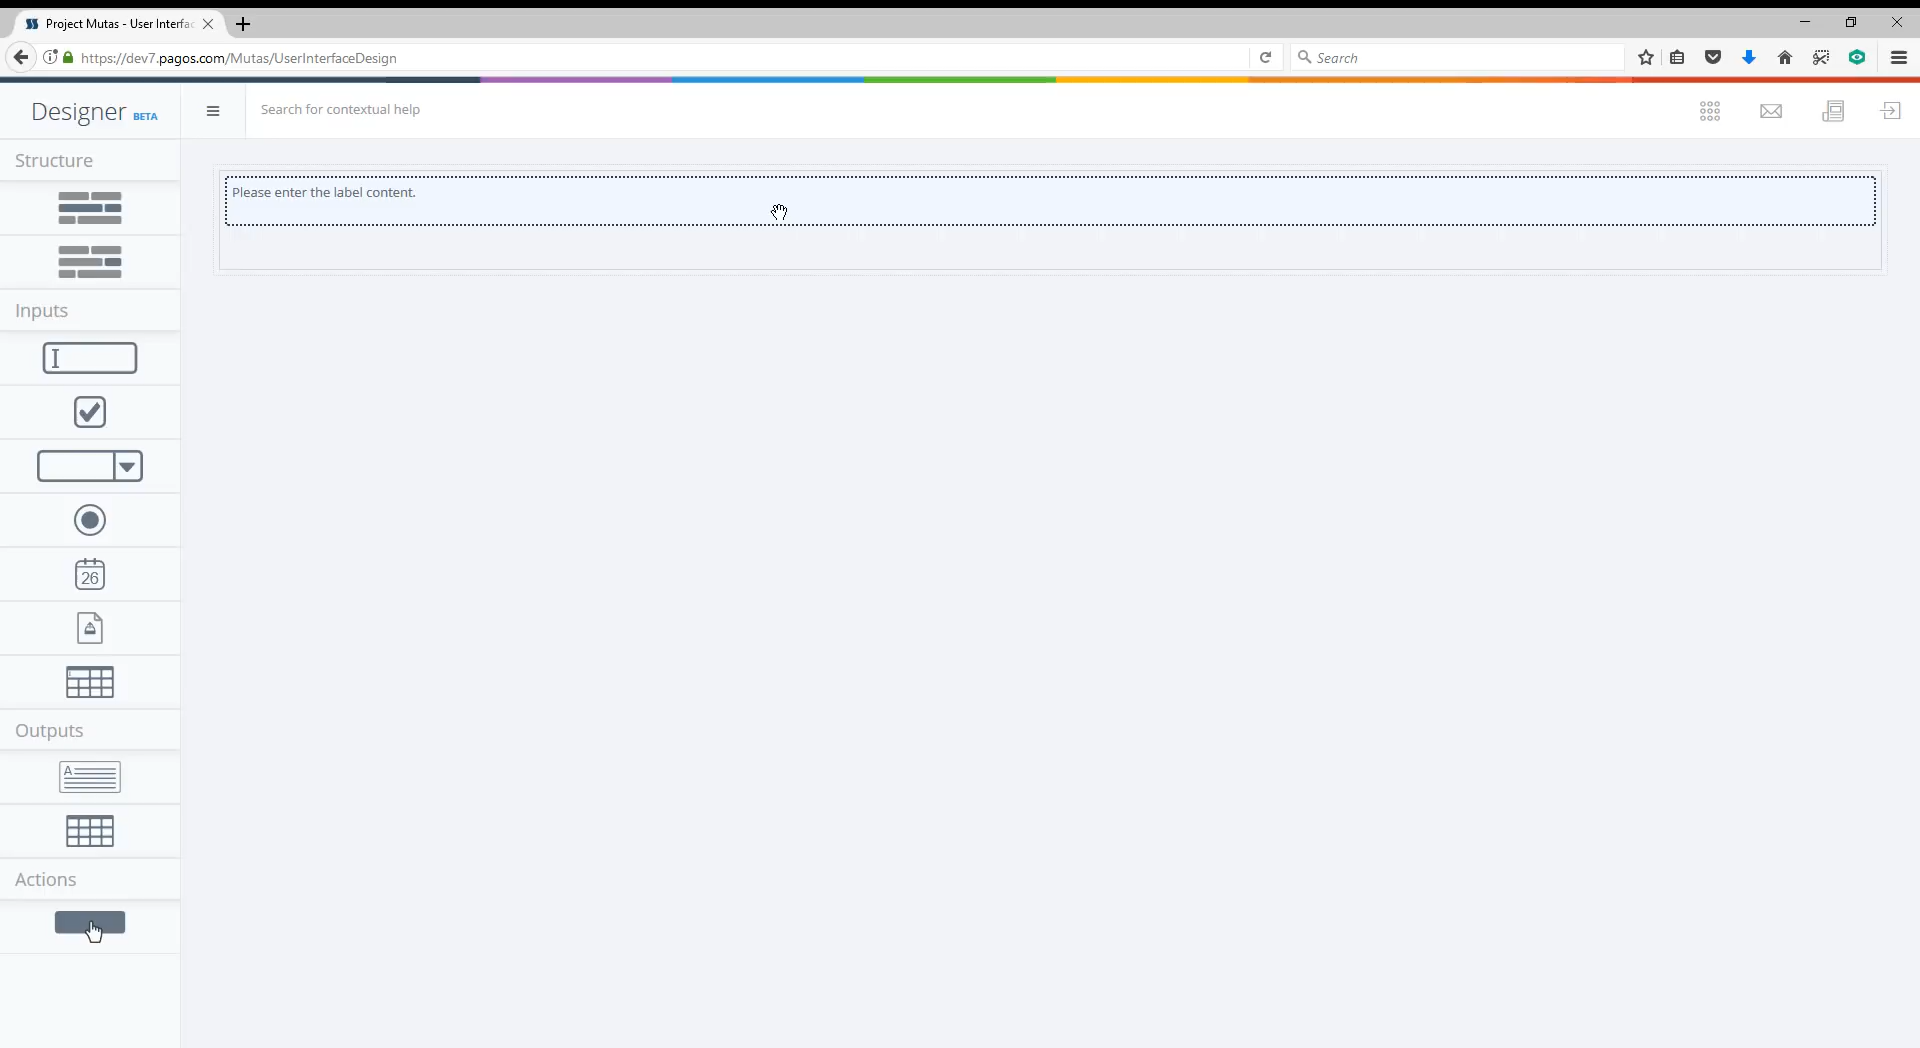 Project Mutas - User Interfac
https://dev7.pagos.com/Mutas/UserInterfaceDesign
Search
Designer BETA
Search for contextual help
Structure
Please enter the label content.
Inputs
26
Outputs
A
Actions